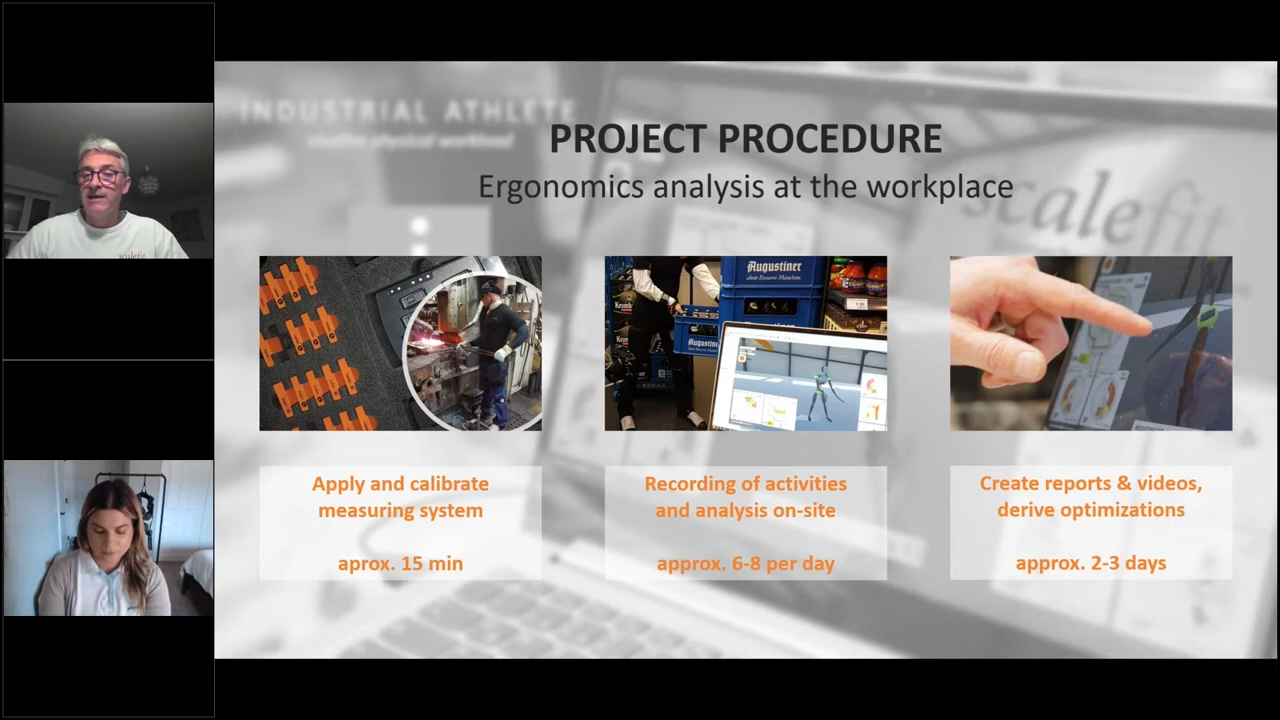 INDUSTRIAL ATHLETE
PROJECT PROCEDURE
Ergonomics analysis at the workplace
scalefit
scalefit
Augustiner
Augustiner
Apply and calibrate
measuring system
aprox. 15 min
Recording of activities
and analysis on-site
approx. 6-8 per day
Create reports & videos,
derive optimizations
approx. 2-3 days